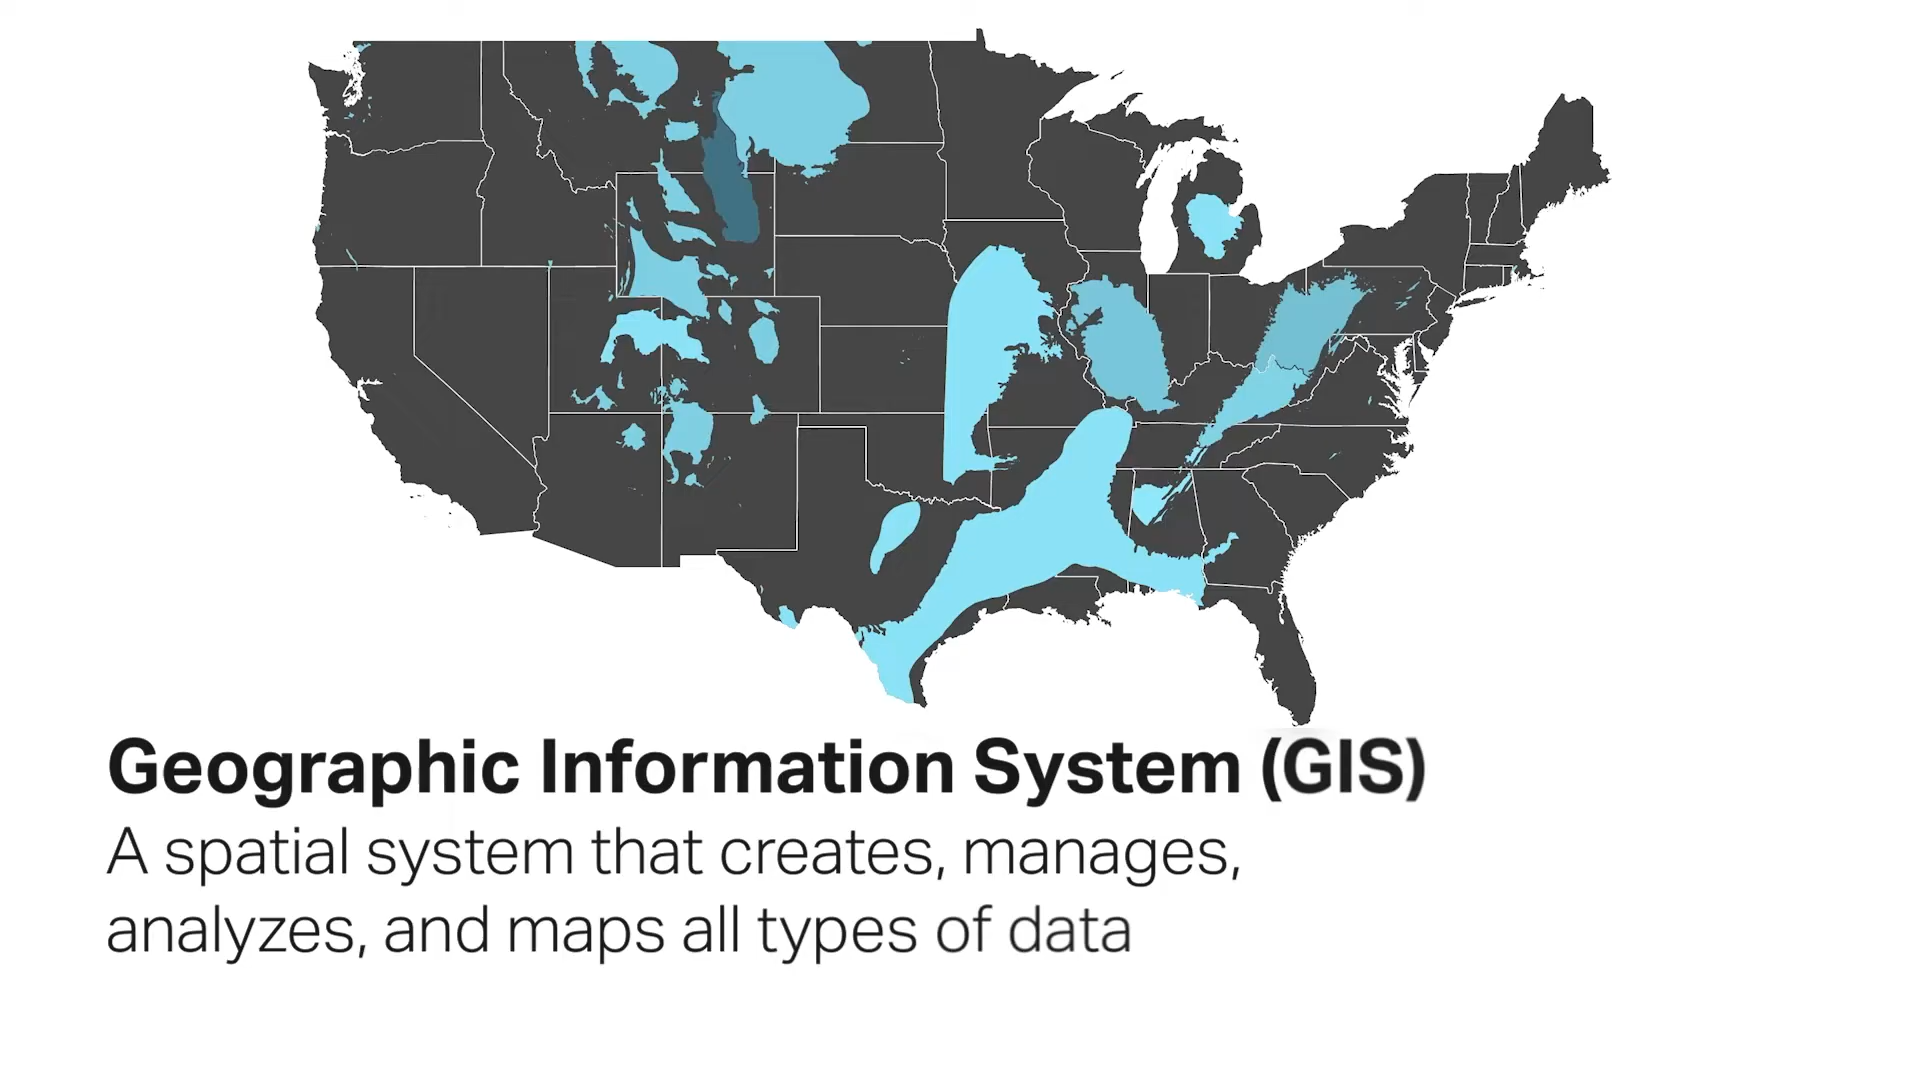 Geographic Information System (GIS)
A spatial system that creates, manages,
analyzes, and maps all types of data